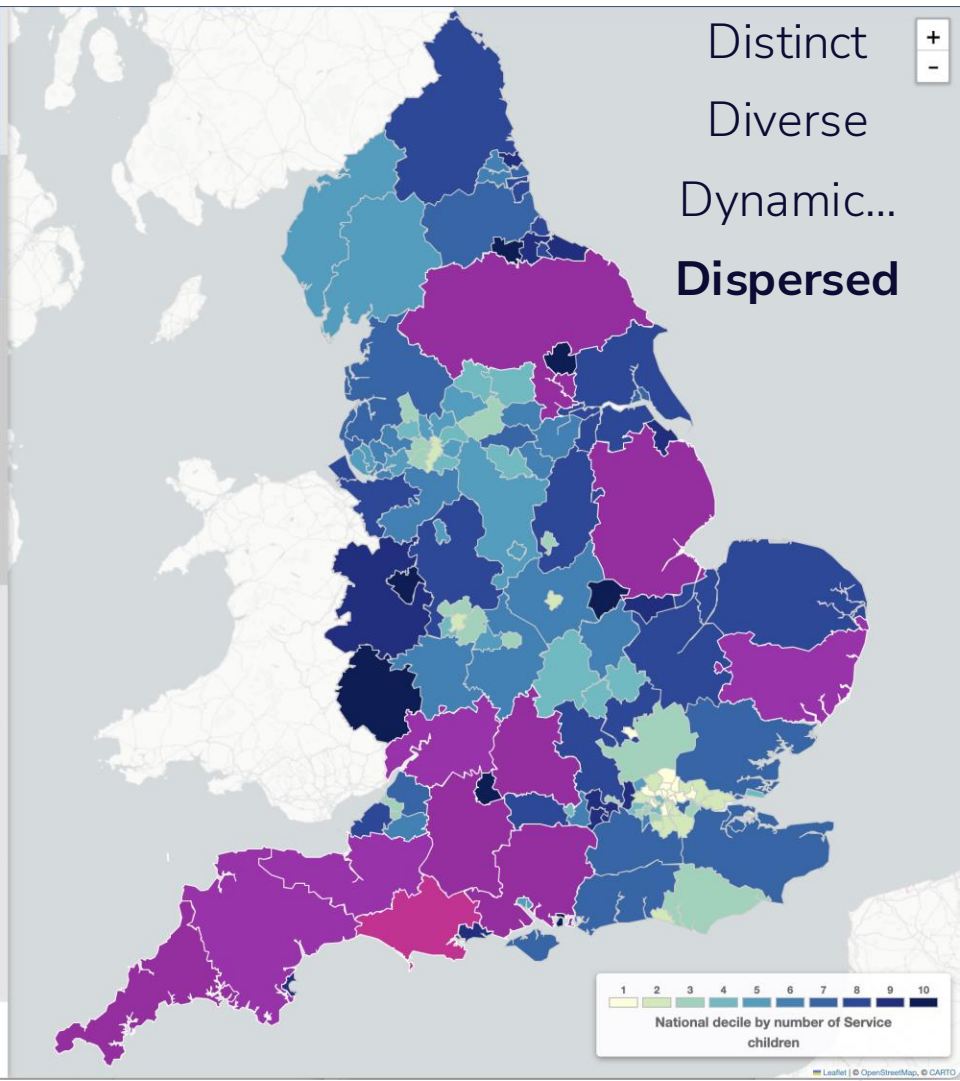 Distinct
+
Diverse
−
Dynamic...
Dispersed
1 2 3 4 5 6 7 8 9 10
National decile by number of Service
children
Leaflet | © OpenStreetMap, © CARTO